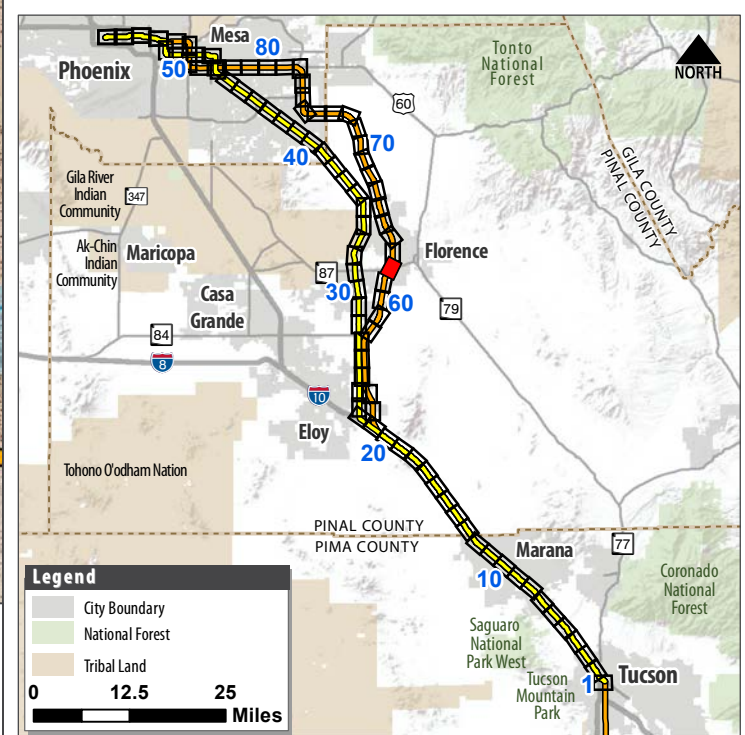 Mesa
80
Phoenix
50
Tonto
National
Forest
NORTH
60
70
40
GILA COUNTY
PINAL COUNTY
Gila River
Indian
Community
347
Ak-Chin
Indian
Community
Maricopa
Florence
87
30
60
Casa
Grande
79
84
8
10
Eloy
20
Tohono O'odham Nation
PINAL COUNTY
PIMA COUNTY
Marana
77
10
Coronado
National
Forest
Saguaro
National
Park West
Tucson
Mountain
Park
1
Tucson
Legend
City Boundary
National Forest
Tribal Land
0 12.5 25
Miles